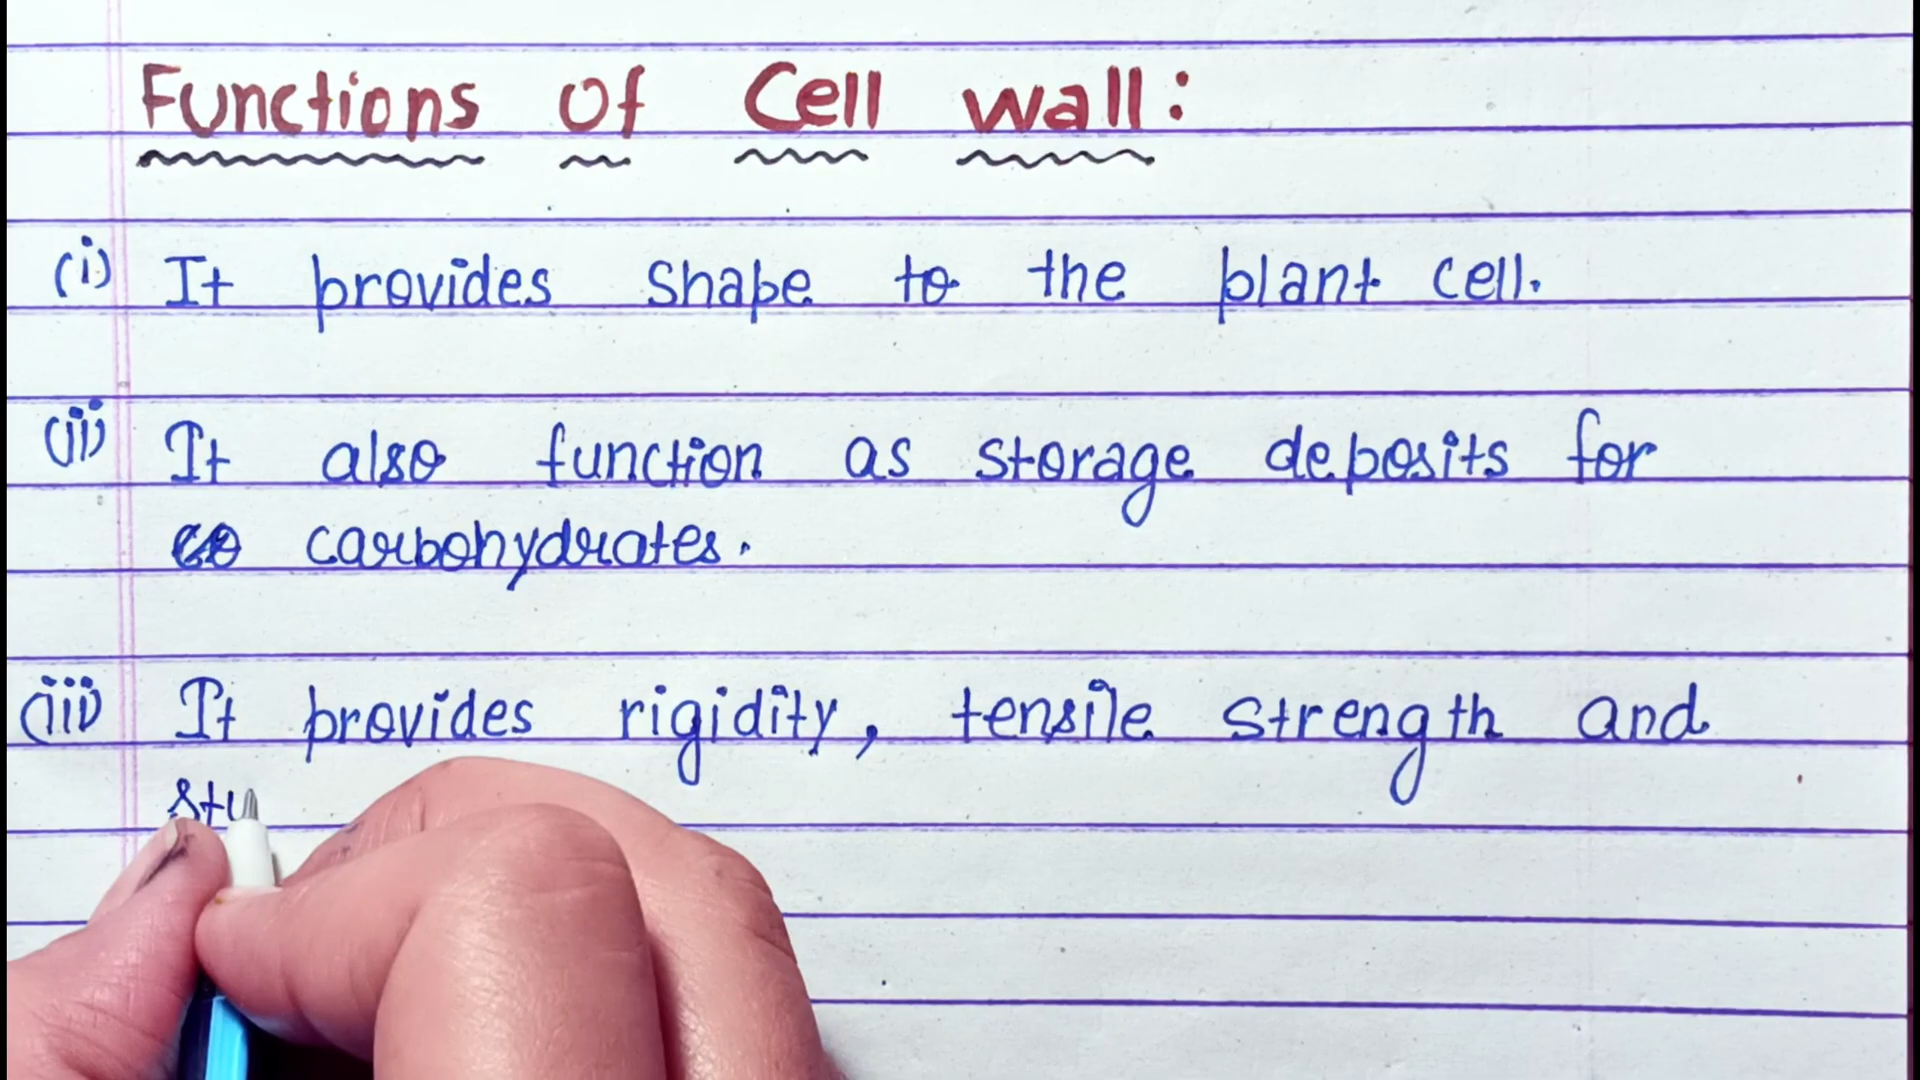 Functions Of Cell wall:
(i) It provides shape to the plant cell.
(ii) It also function as storage deposits for
carbohydrates.
(iii) It provides rigidity, tensile strength and